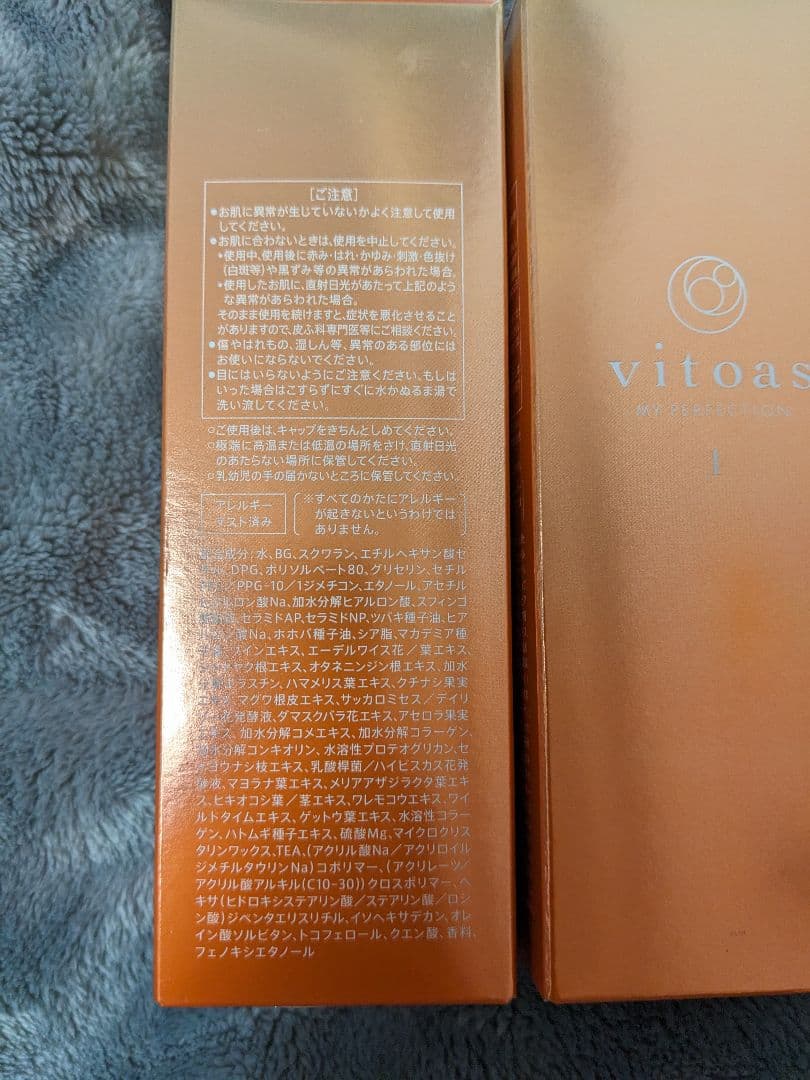 [ご注意]
●お肌に異常が生じていないかよく注意して使用
してください。
●お肌に合わないときは、使用を中止してください。
*使用中、使用後に赤み・はれ・かゆみ・刺激・色抜け
(白斑等)や黒ずみ等の異常があらわれた場合。
*使用したお肌に、直射日光があたって上記のよう
な異常があらわれた場合。
そのまま使用を続けますと、症状を悪化させること
がありますので、皮ふ科専門医等にご相談ください。
●傷やはれもの、湿しん等、異常のある部位には
お使いにならないでください。
●目にはいらないようにご注意ください。もしは
いった場合はこすらずにすぐに水かぬるま湯で
洗い流してください。
○ご使用後は、キャップをきちんとしめてください。
○極端に高温または低温の場所をさけ、直射日光
のあたらない場所に保管してください。
○乳幼児の手の届かないところに保管してください。
アレルギー
テスト済み
※すべてのかたにアレルギー
が起きないというわけでは
ありません。
成分:水、BG、スクワラン、エチルヘキサン酸セ
DPG、ポリソルベート80、グリセリン、セチル
/PPG-10/1ジメチコン、エタノール、アセチル
ロン酸Na、加水分解ヒアルロン酸、スフィンゴ
セラミドAP、セラミドNP、ツバキ種子油、ヒア
酸Na、ホホバ種子油、シア脂、マカデミア種
インエキス、エーデルワイス花/葉エキス
ヤク根エキス、オタネニンジン根エキス、加水
ラスチン、ハマメリス葉エキス、クチナシ果実
マグワ根皮エキス、サッカロミセス/デイリ
花発酵液、ダマスクバラ花エキス、アセロラ果実
ス、加水分解コメエキス、加水分解コラーゲン、
分解コンキオリン、水溶性プロテオグリカン、セ
ヨウナシ枝エキス、乳酸桿菌/ハイビスカス花発
酵液、マヨラナ葉エキス、メリアアザジラクタ葉エキ
ス、ヒキオコシ葉/茎エキス、ワレモコウエキス、ワイ
ルドタイムエキス、ゲットウ葉エキス、水溶性コラー
ゲン、ハトムギ種子エキス、硫酸Mg、マイクロクリス
タリンワックス、TEA、(アクリル酸Na/アクリロイル
ジメチルタウリンNa)コポリマー、(アクリレーツ/
アクリル酸アルキル(C10-30))クロスポリマー、ヘ
キサ(ヒドロキシステアリン酸/ステアリン酸/ロジ
ン酸)ジペンタエリスリチル、イソヘキサデカン、オレ
イン酸ソルビタン、トコフェロール、クエン酸、香料、
フェノキシエタノール
vitoas
MY PERFECTION
I